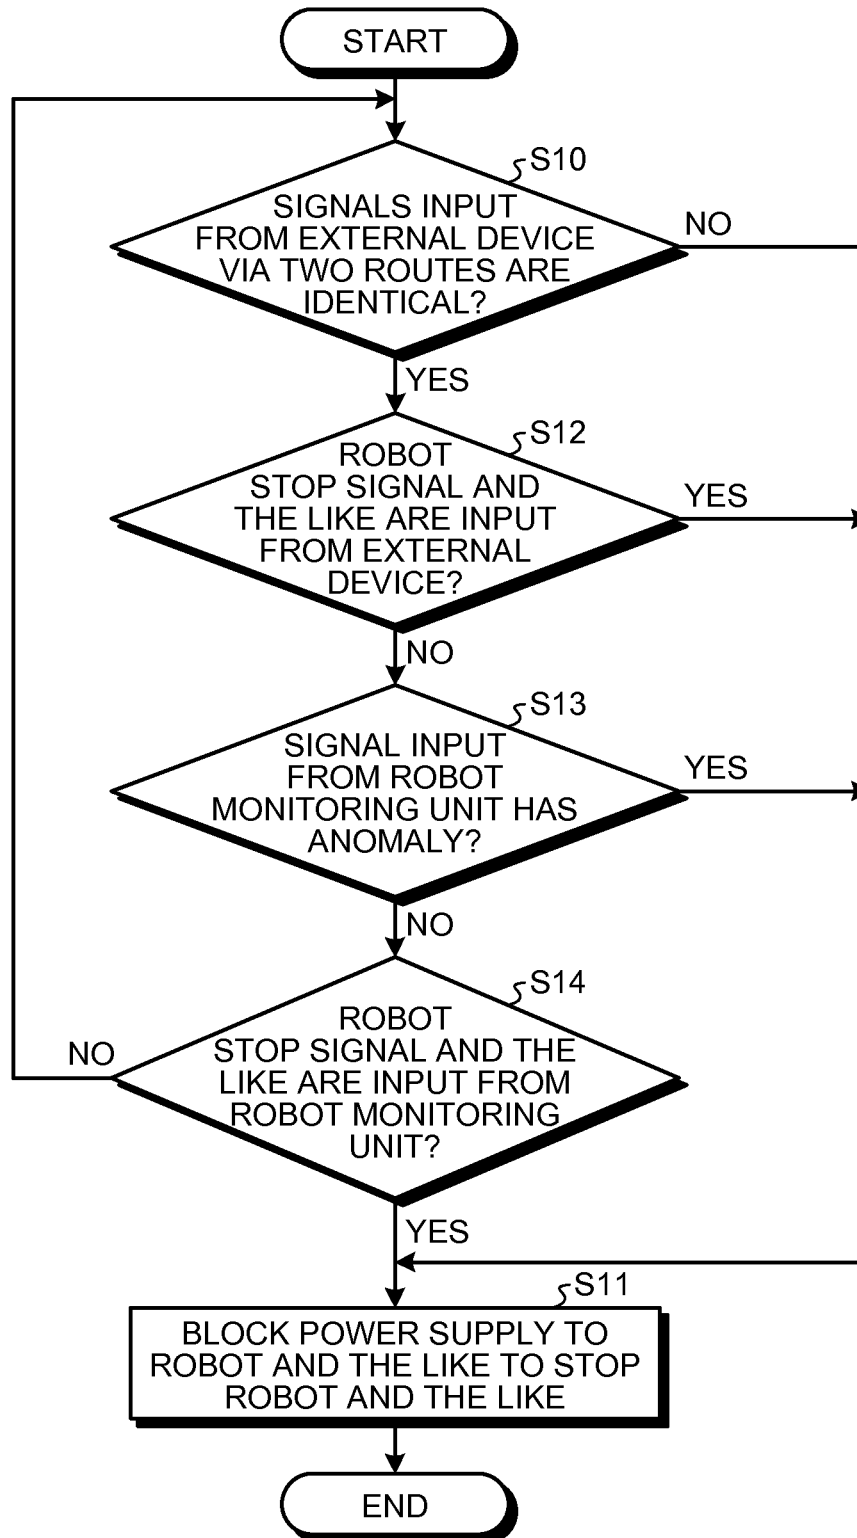 START
S10
SIGNALS INPUT
FROM EXTERNAL DEVICE
VIA TWO ROUTES ARE
IDENTICAL?
NO
YES
S12
ROBOT
STOP SIGNAL AND
THE LIKE ARE INPUT
FROM EXTERNAL
DEVICE?
YES
NO
S13
SIGNAL INPUT
FROM ROBOT
MONITORING UNIT HAS
ANOMALY?
YES
NO
S14
ROBOT
STOP SIGNAL AND THE
LIKE ARE INPUT FROM
ROBOT MONITORING
UNIT?
NO
YES
S11
BLOCK POWER SUPPLY TO
ROBOT AND THE LIKE TO STOP
ROBOT AND THE LIKE
END